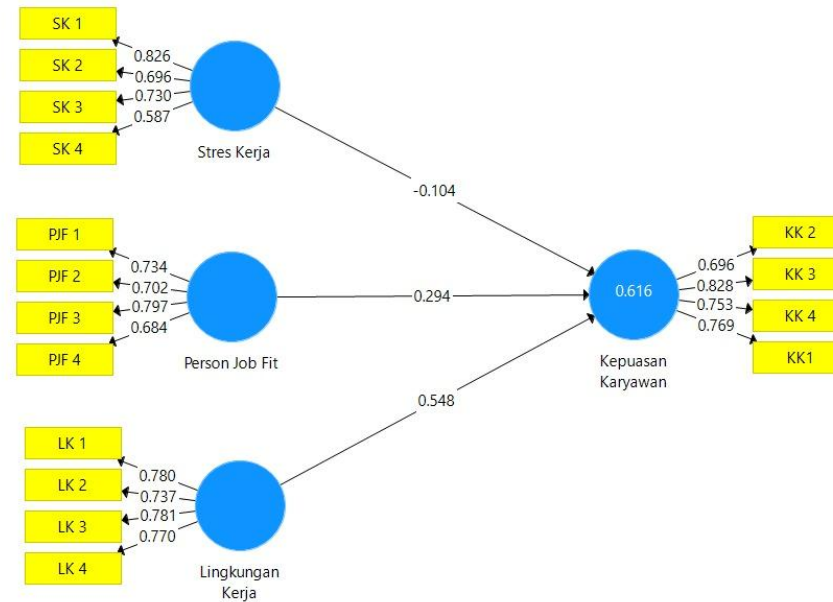 SK 1
SK 2
SK 3
SK 4
0.826
0.696
0.730
0.587
Stres Kerja
-0.104
PJF 1
PJF 2
PJF 3
PJF 4
0.734
0.702
0.797
0.684
Person Job Fit
0.294
LK 1
LK 2
LK 3
LK 4
0.780
0.737
0.781
0.770
Lingkungan
Kerja
0.548
0.616
Kepuasan
Karyawan
0.696
0.828
0.753
0.769
KK 2
KK 3
KK 4
KK1